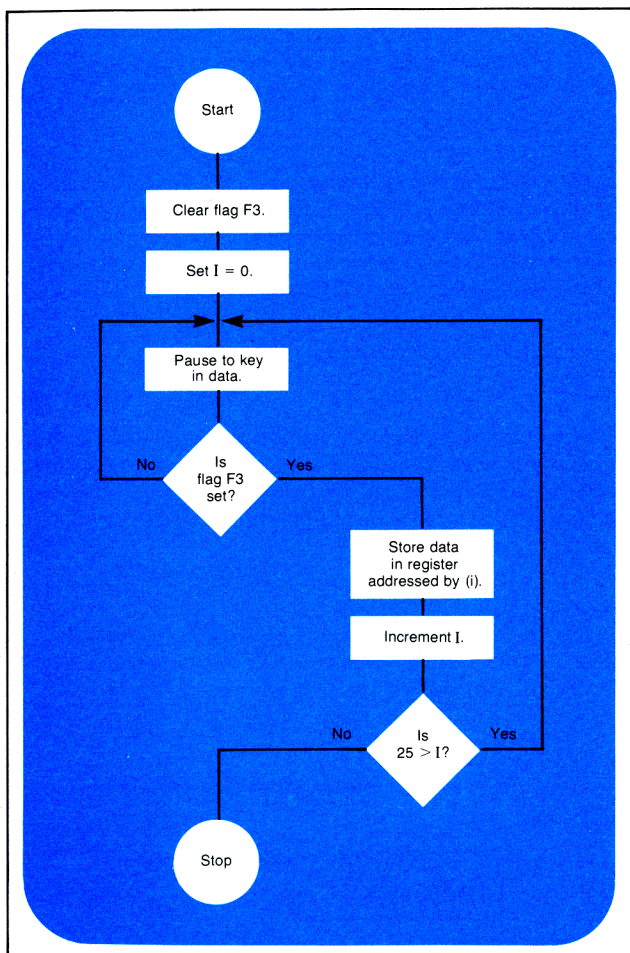 Start
Clear flag F3.
Set I = 0.
Pause to key
in data.
No
Is
flag F3
set?
Yes
Store data
in register
addressed by (i).
Increment I.
No
Is
25 > I?
Yes
Stop